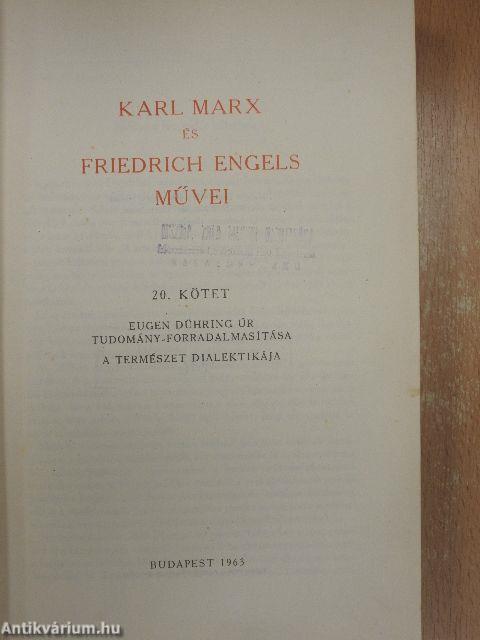 KARL MARX
ÉS
FRIEDRICH ENGELS
MŰVEI
20. KÖTET
EUGEN DÜHRING ÚR
TUDOMÁNY-FORRADALMASÍTÁSA
A TERMÉSZET DIALEKTIKÁJA
BUDAPEST 1963
Antikvárium.hu